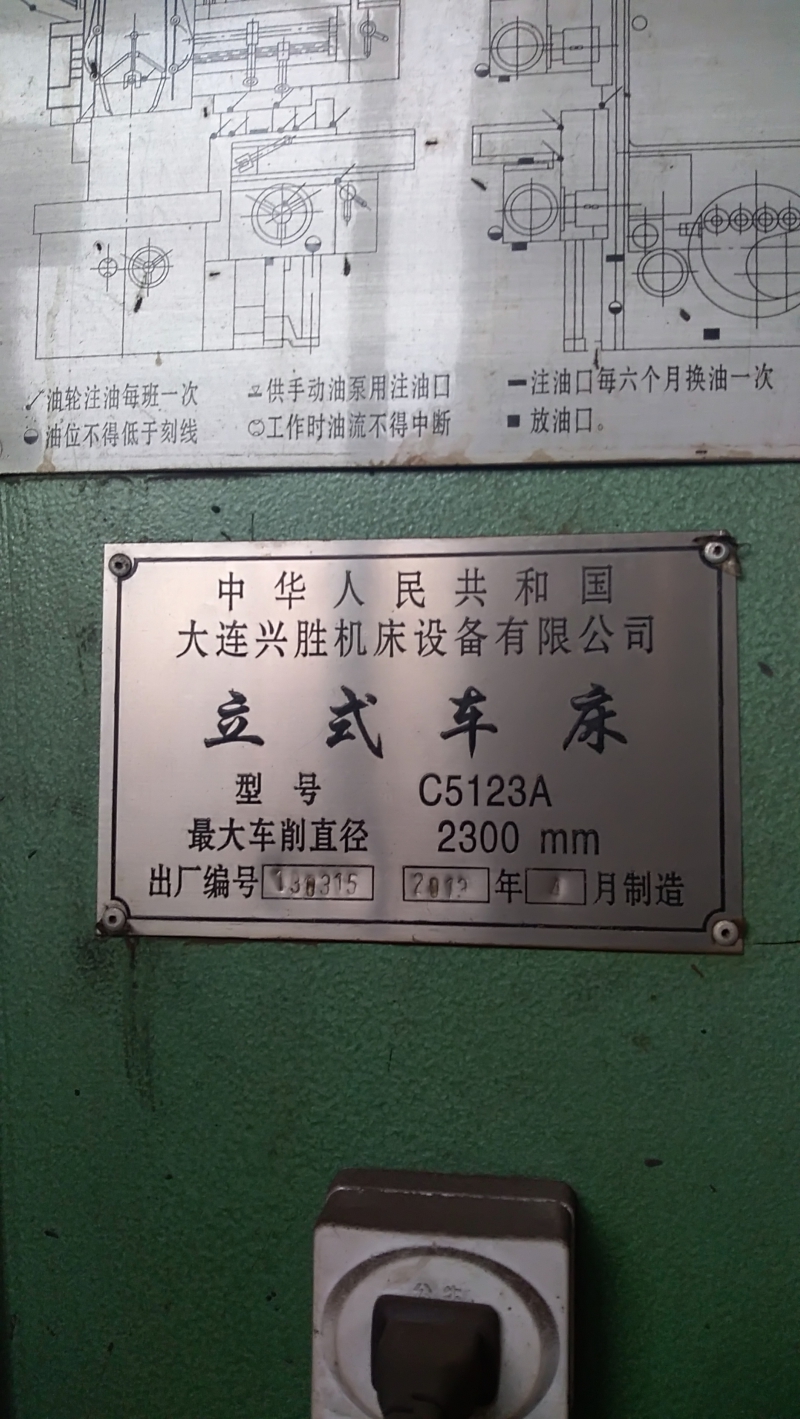 油轮注油每班一次 供手动油泵用注油口 注油口每六个月换油一次
油位不得低于刻线 工作时油流不得中断 放油口。
中华人民共和国
大连兴胜机床设备有限公司
立式车床
型号 C5123A
最大车削直径 2300 mm
出厂编号 年 月制造